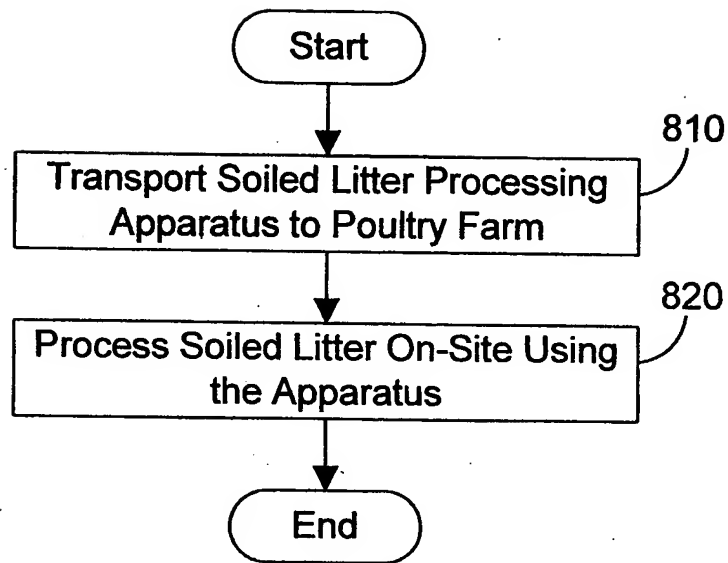 Start
810
Transport Soiled Litter Processing
Apparatus to Poultry Farm
820
Process Soiled Litter On-Site Using
the Apparatus
End